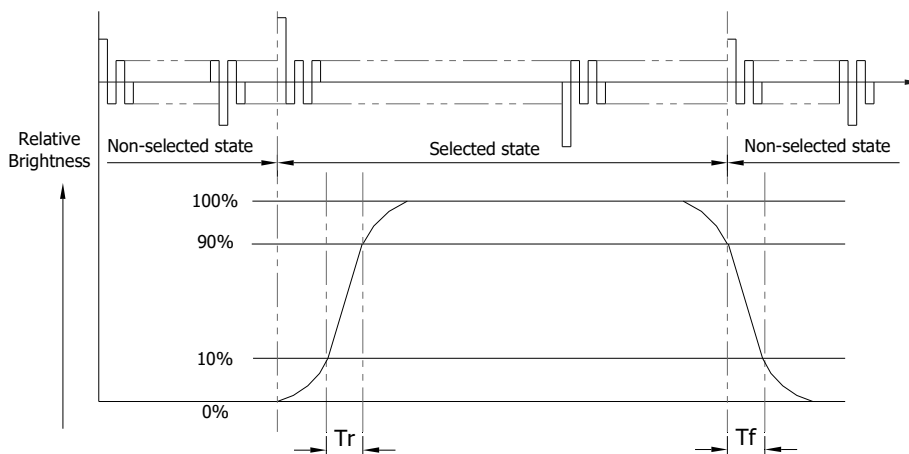 Relative
Brightness
Non-selected state
Selected state
Non-selected state
100%
90%
10%
0%
Tr
Tf